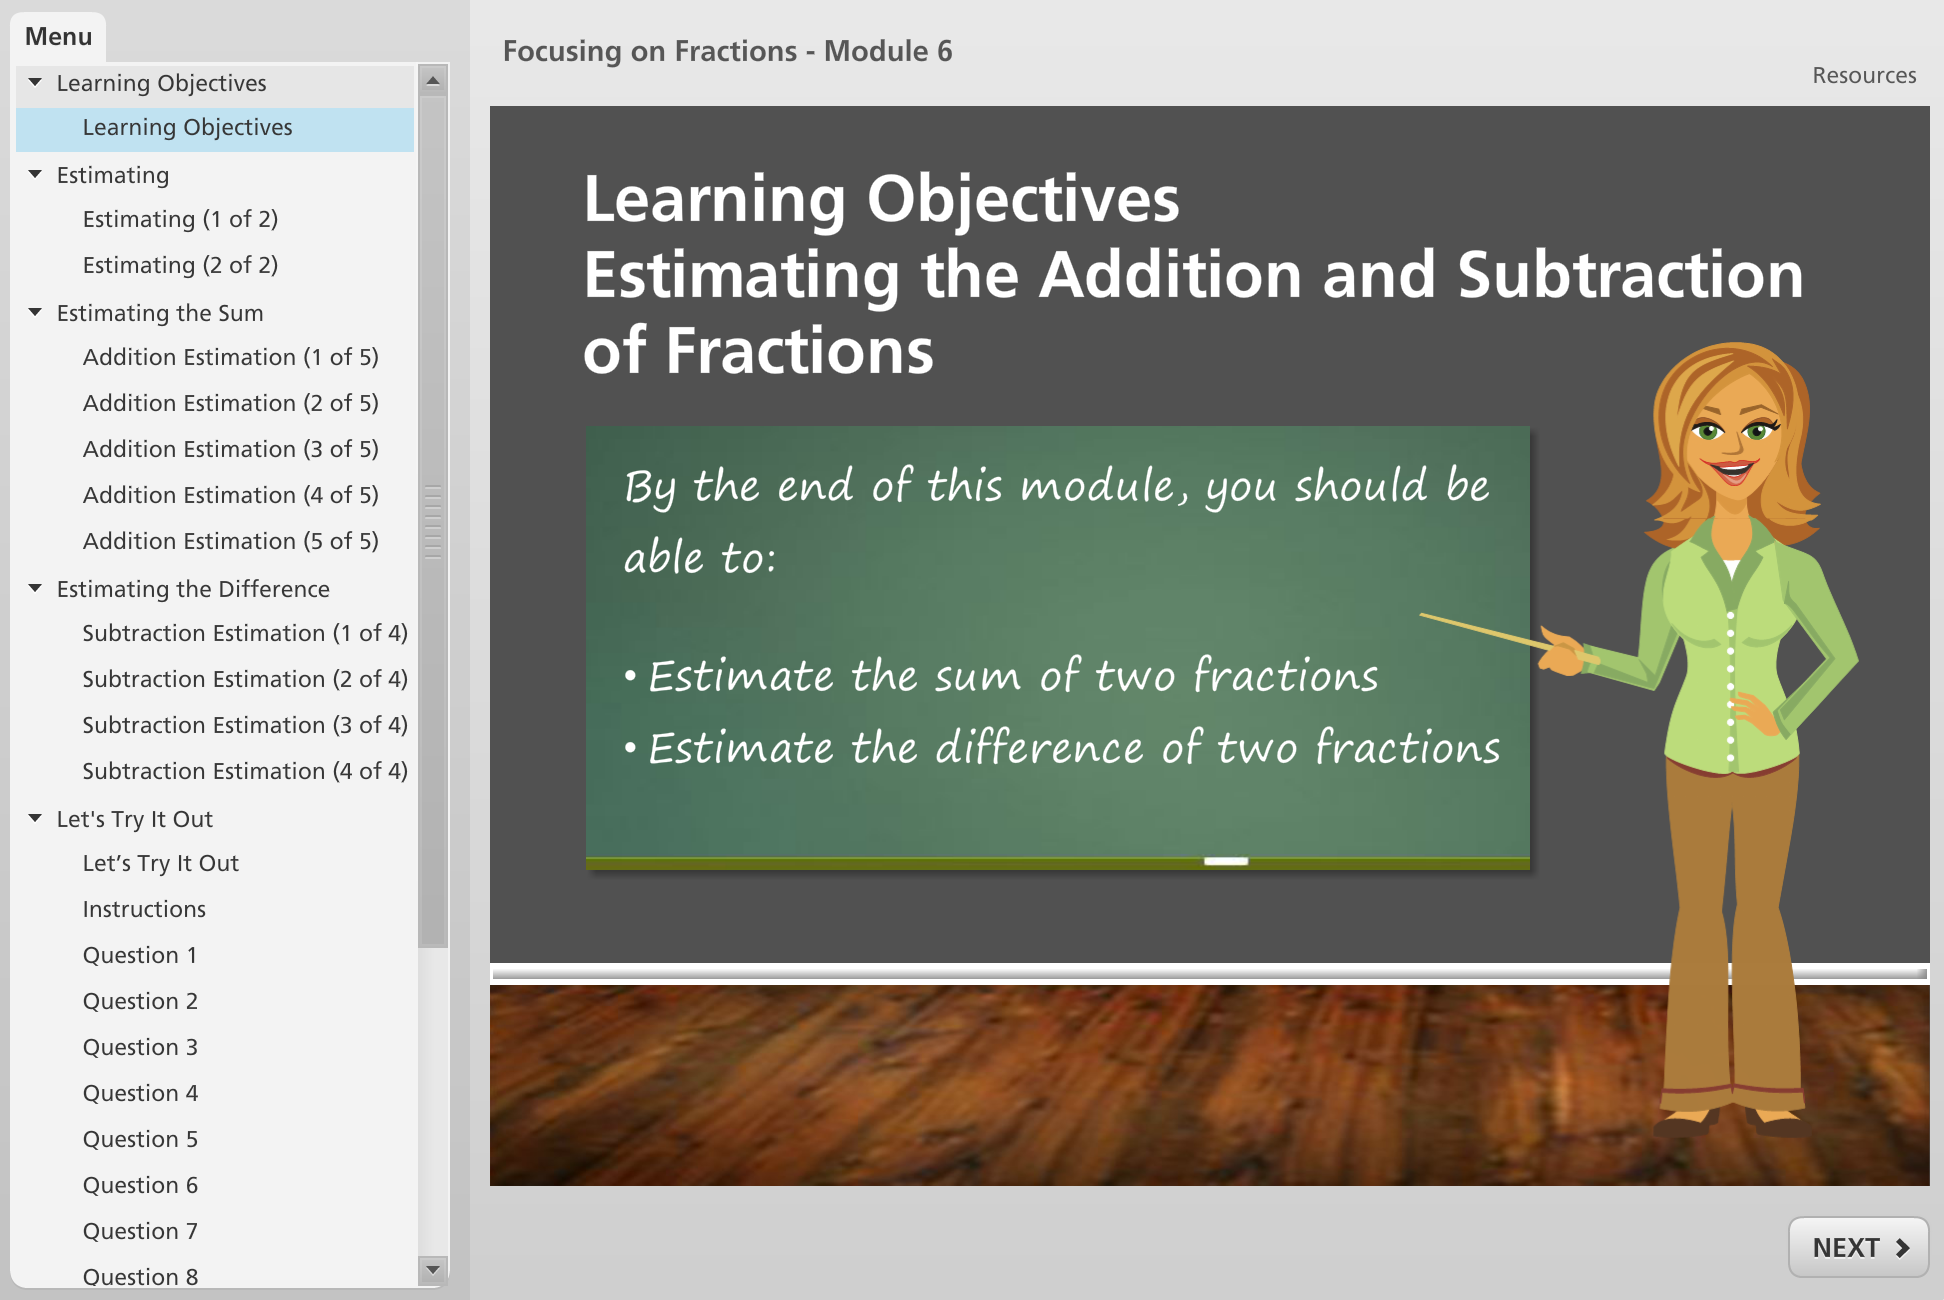 Menu
Learning Objectives
Learning Objectives
Estimating
Estimating (1 of 2)
Estimating (2 of 2)
Estimating the Sum
Addition Estimation (1 of 5)
Addition Estimation (2 of 5)
Addition Estimation (3 of 5)
Addition Estimation (4 of 5)
Addition Estimation (5 of 5)
Estimating the Difference
Subtraction Estimation (1 of 4)
Subtraction Estimation (2 of 4)
Subtraction Estimation (3 of 4)
Subtraction Estimation (4 of 4)
Let's Try It Out
Let’s Try It Out
Instructions
Question 1
Question 2
Question 3
Question 4
Question 5
Question 6
Question 7
Question 8
Focusing on Fractions - Module 6
Resources
Learning Objectives
Estimating the Addition and Subtraction
of Fractions
By the end of this module, you should be
able to:
• Estimate the sum of two fractions
• Estimate the difference of two fractions
NEXT